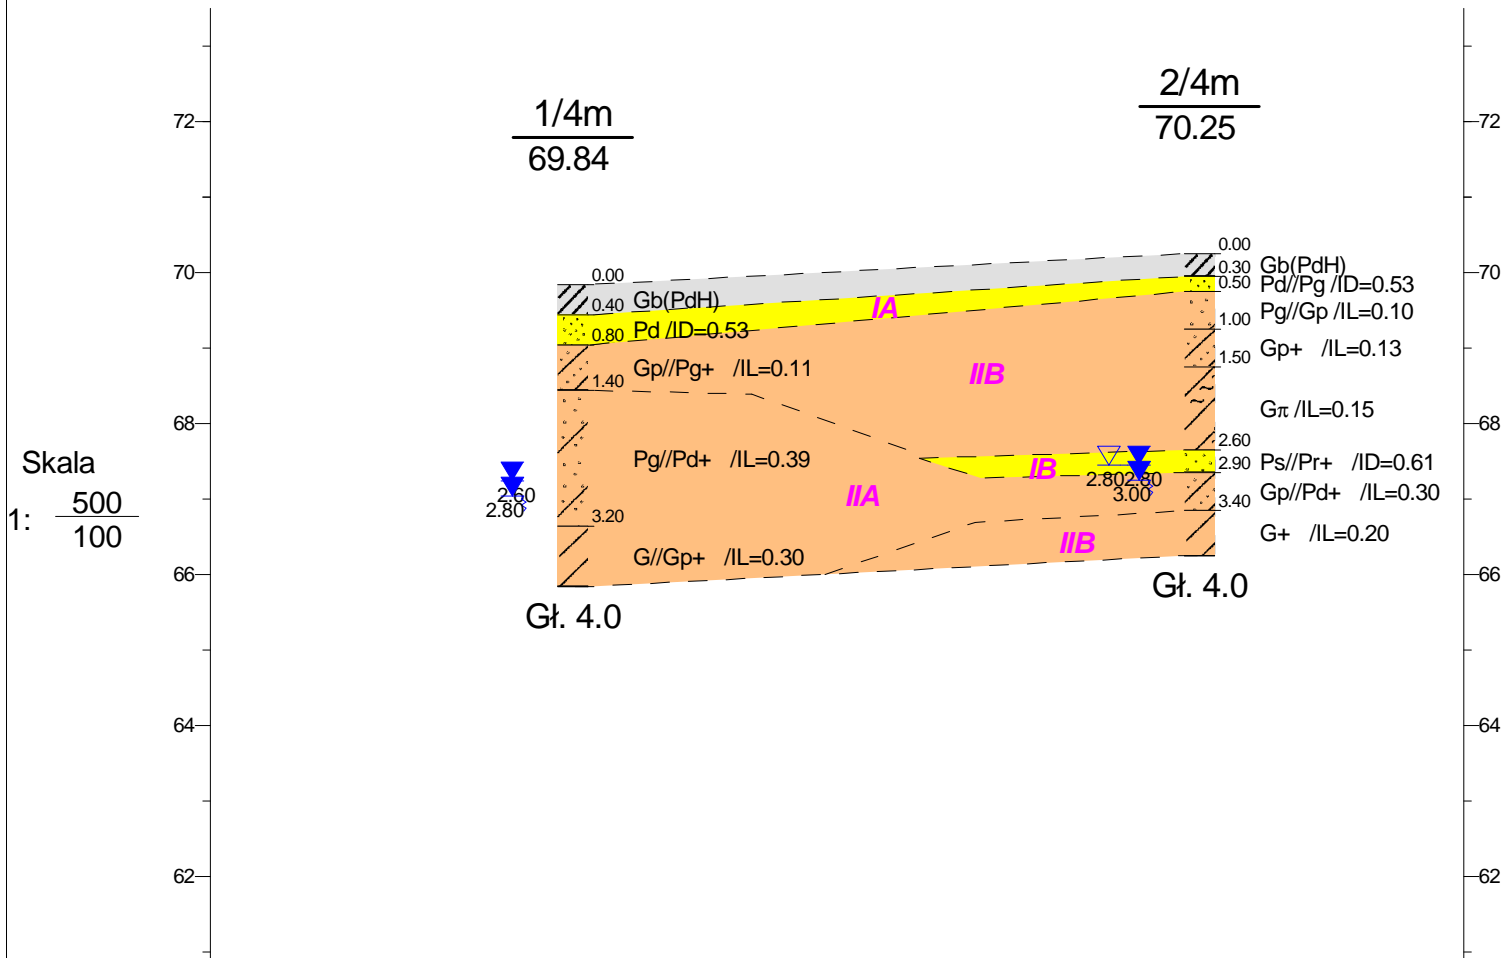 2/4m
70.25
1/4m
69.84
72
72
70
70
68
68
66
66
64
64
62
62
Skala
1: 500
100
0.00
0.40 Gb(PdH)
0.80 Pd /ID=0.53
Gp//Pg+ /IL=0.11
1.40
Pg//Pd+ /IL=0.39
3.20
G//Gp+ /IL=0.30
Gł. 4.0
2.60
2.80
IA
IIB
IB
IIA
IIB
0.00
0.30 Gb(PdH)
0.50 Pd//Pg /ID=0.53
Pg//Gp /IL=0.10
1.00
Gp+ /IL=0.13
1.50
Gπ /IL=0.15
2.60
2.90 Ps//Pr+ /ID=0.61
Gp//Pd+ /IL=0.30
3.40
G+ /IL=0.20
Gł. 4.0
2.80 2.80
3.00